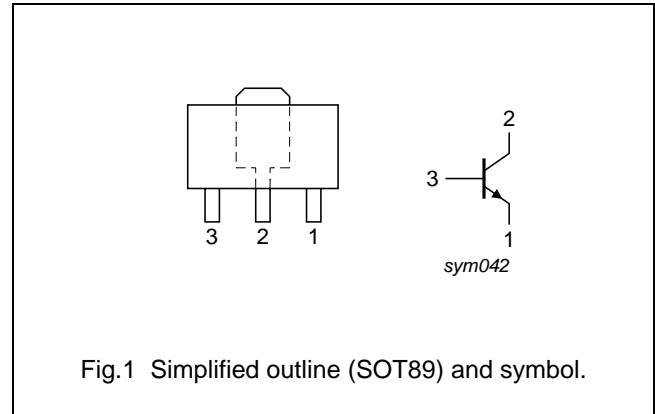 3 2 1
2
3
1
sym042
Fig.1 Simplified outline (SOT89) and symbol.